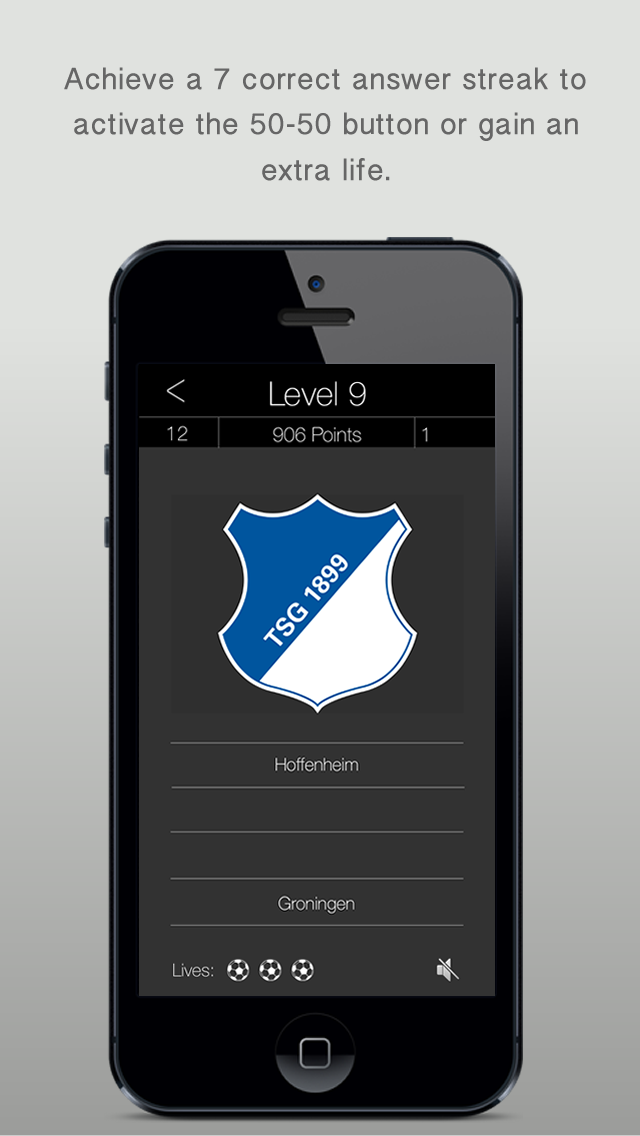 Achieve a 7 correct answer streak to
activate the 50-50 button or gain an
extra life.
< Level 9
12 906 Points 1
TSG 1899
Hoffenheim
Groningen
Lives: